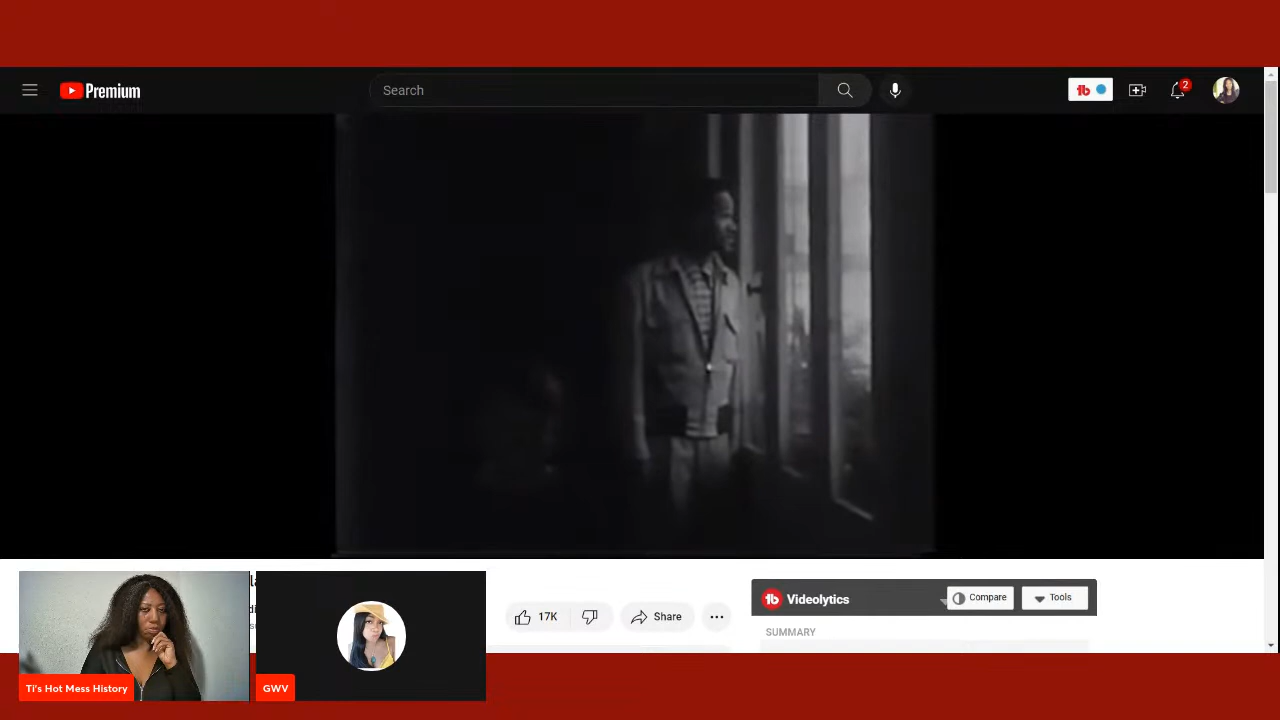 Premium
Search
2
17K
Share
Videolytics
Compare
Tools
SUMMARY
Ti's Hot Mess History
GWV